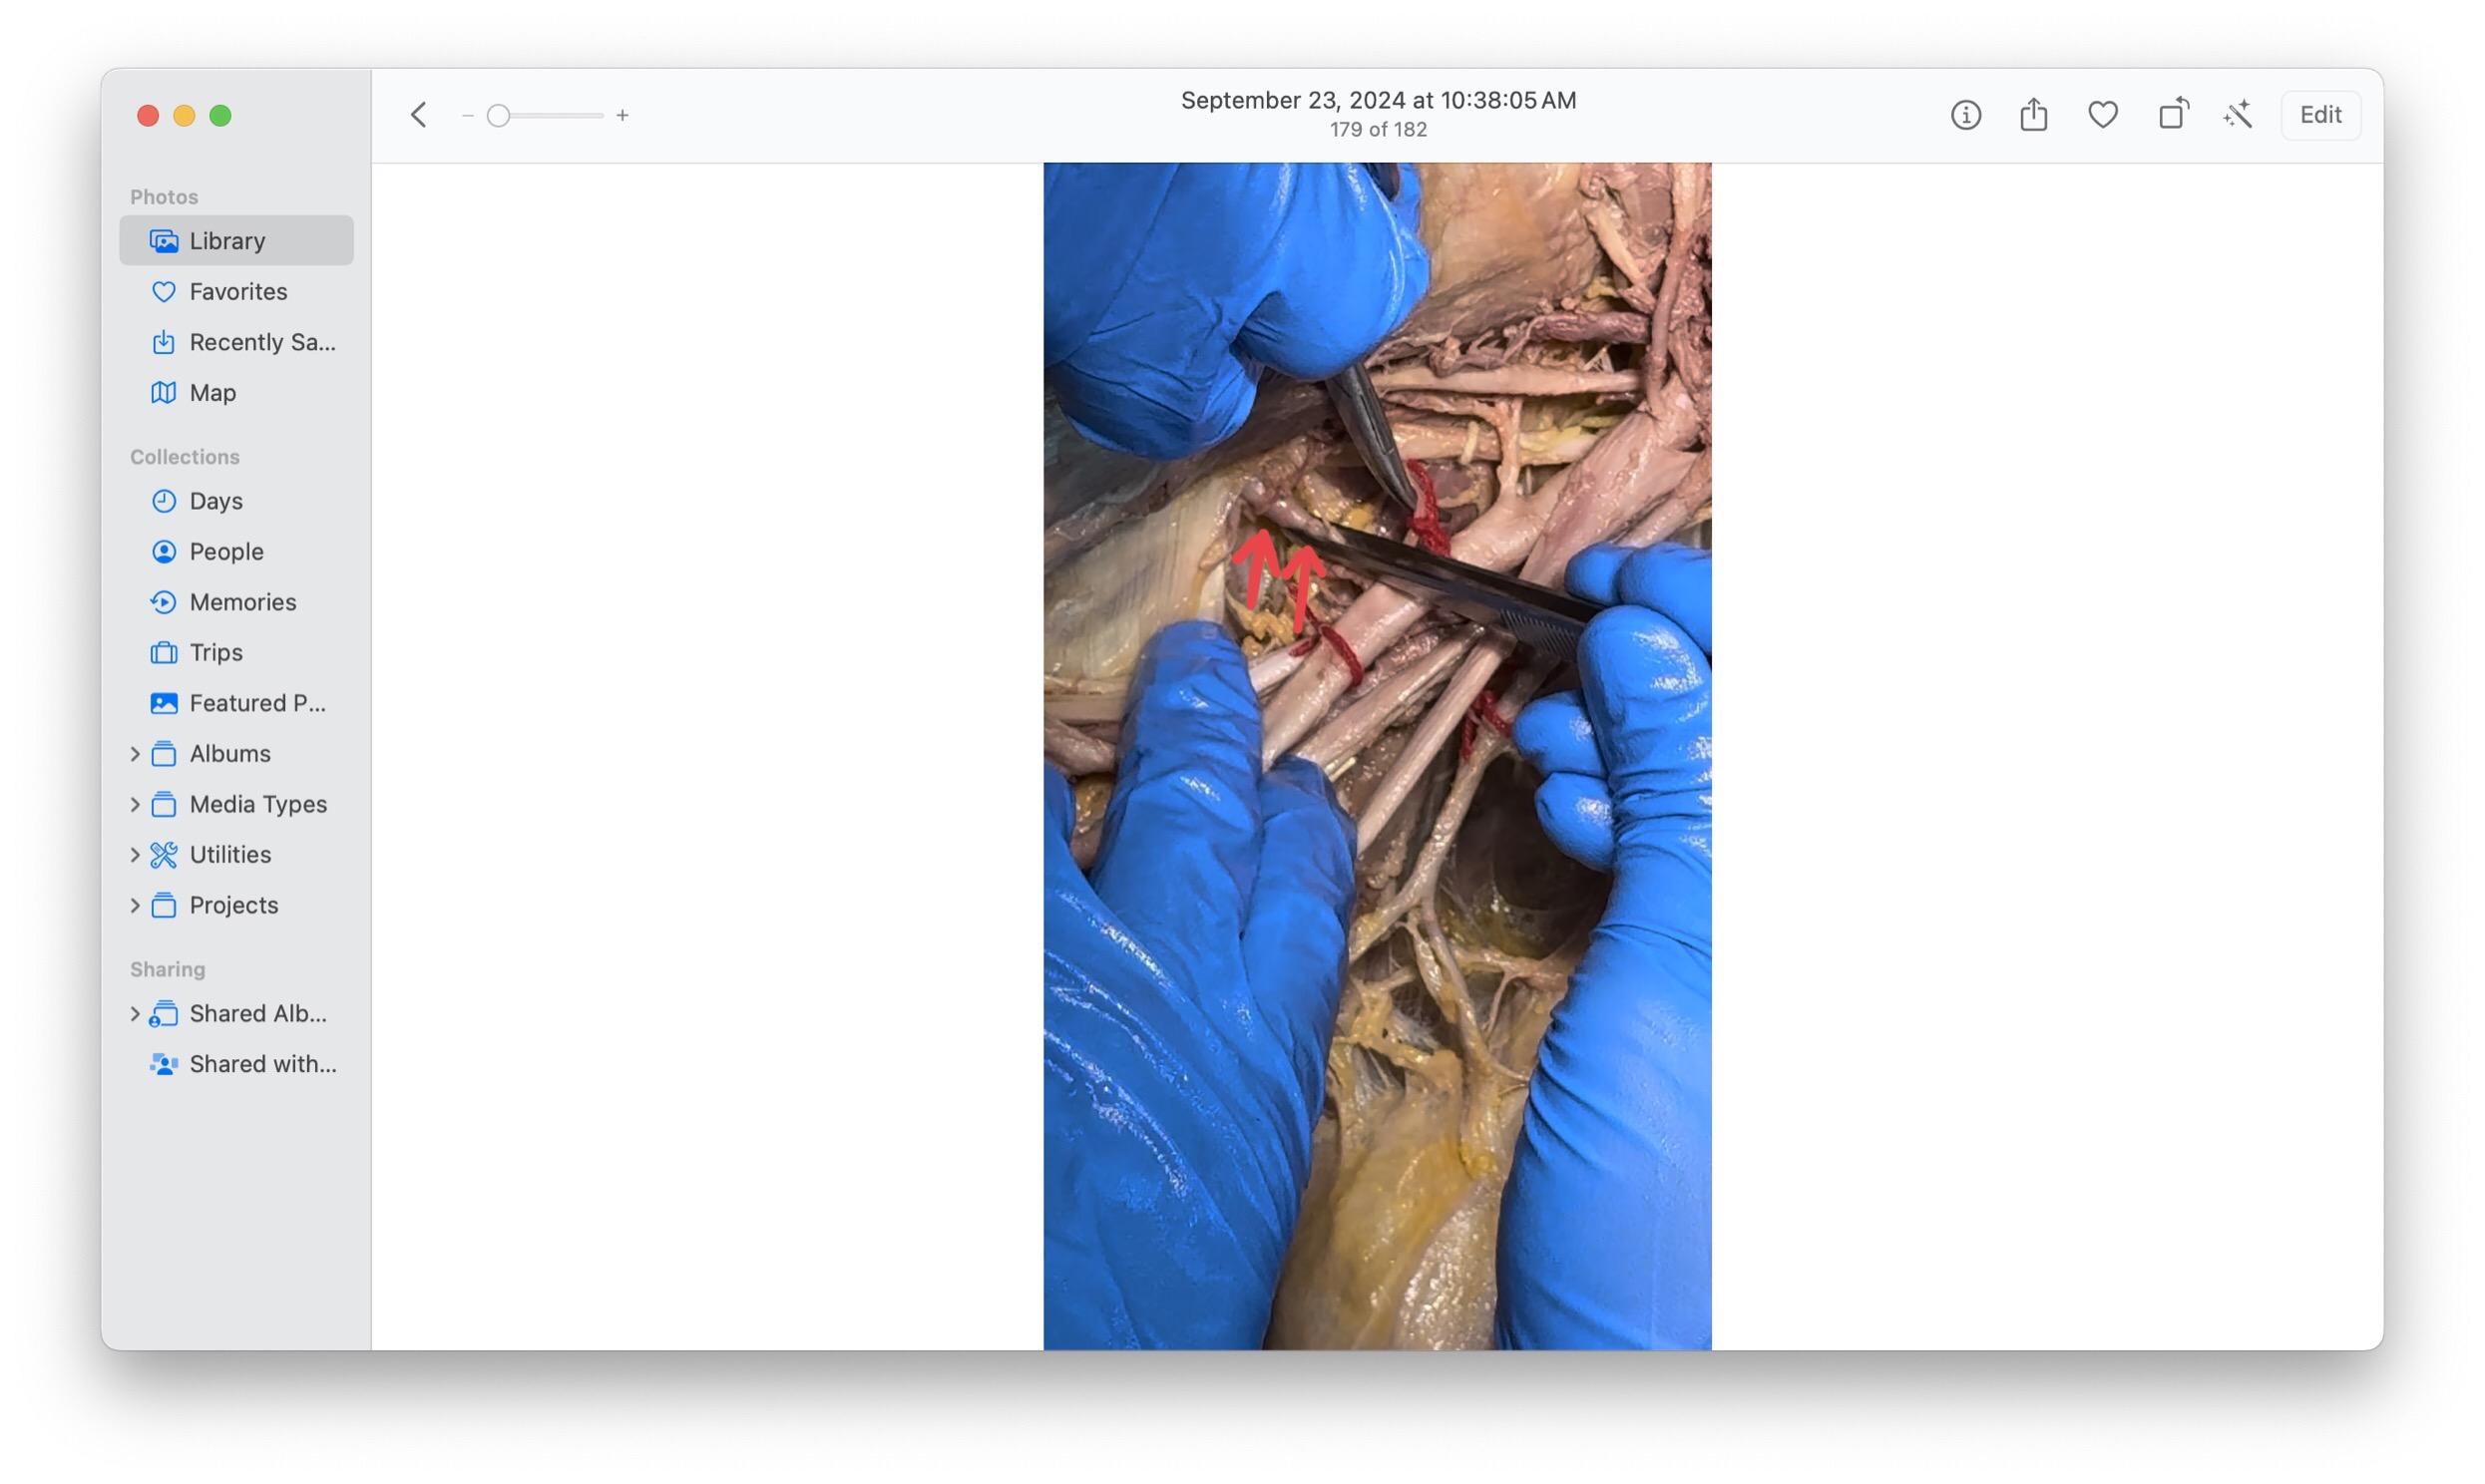 September 23, 2024 at 10:38:05 AM
179 of 182
Edit
Photos
Library
Favorites
Recently Sa...
Map
Collections
Days
People
Memories
Trips
Featured P...
Albums
Media Types
Utilities
Projects
Sharing
Shared Alb...
Shared with...